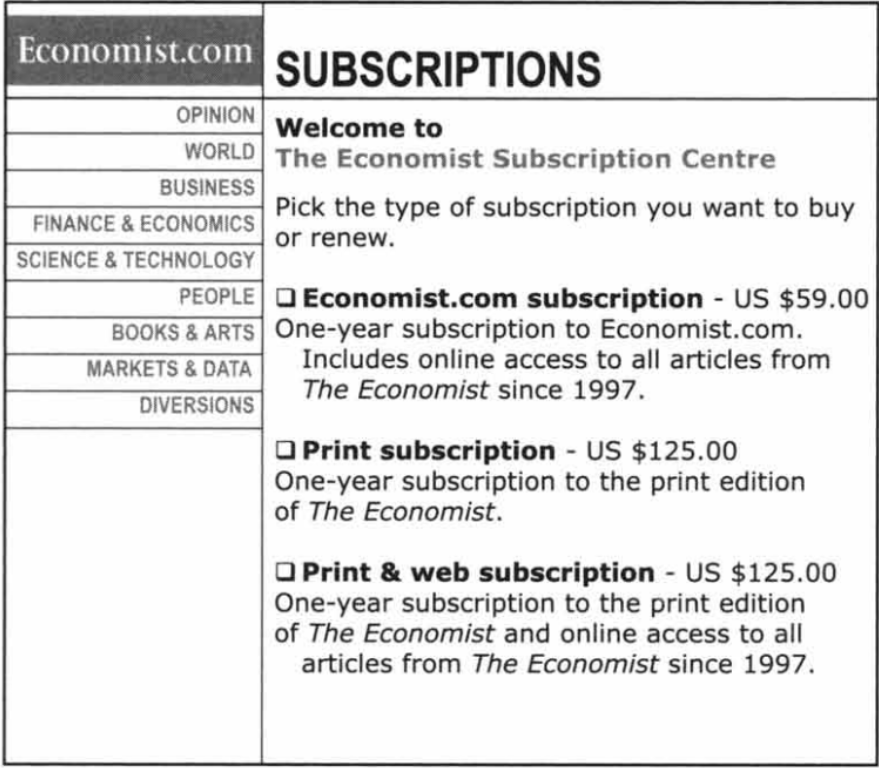 Economist.com
SUBSCRIPTIONS
OPINION
WORLD
BUSINESS
FINANCE & ECONOMICS
SCIENCE & TECHNOLOGY
PEOPLE
BOOKS & ARTS
MARKETS & DATA
DIVERSIONS
Welcome to
The Economist Subscription Centre
Pick the type of subscription you want to buy
or renew.
❑ Economist.com subscription - US $59.00
One-year subscription to Economist.com.
Includes online access to all articles from
The Economist since 1997.
❑ Print subscription - US $125.00
One-year subscription to the print edition
of The Economist.
❑ Print & web subscription - US $125.00
One-year subscription to the print edition
of The Economist and online access to all
articles from The Economist since 1997.